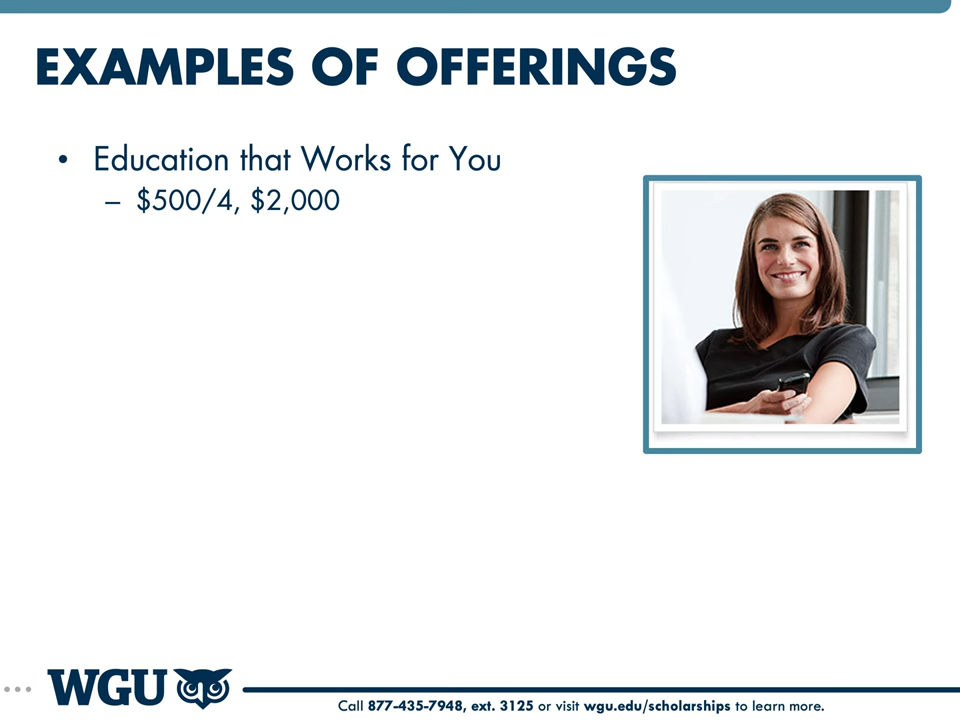 EXAMPLES OF OFFERINGS
• Education that Works for You
– $500/4, $2,000
WGU
Call 877-435-7948, ext. 3125 or visit wgu.edu/scholarships to learn more.